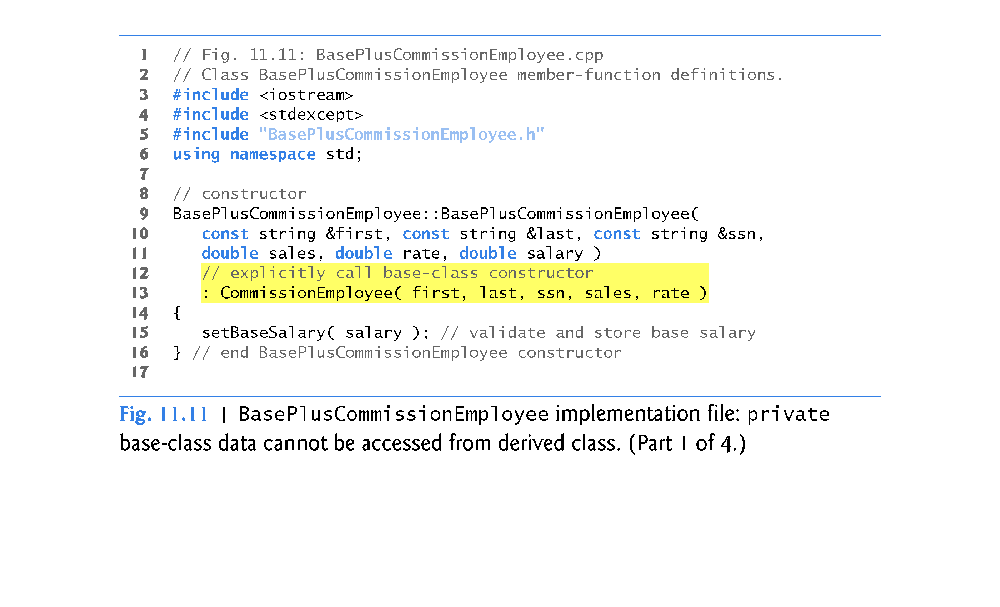 1 // Fig. 11.11: BasePlusCommissionEmployee.cpp
2 // Class BasePlusCommissionEmployee member-function definitions.
3 #include <iostream>
4 #include <stdexcept>
5 #include "BasePlusCommissionEmployee.h"
6 using namespace std;
7
8 // constructor
9 BasePlusCommissionEmployee::BasePlusCommissionEmployee(
10 const string &first, const string &last, const string &ssn,
11 double sales, double rate, double salary )
12 // explicitly call base-class constructor
13 : CommissionEmployee( first, last, ssn, sales, rate )
14 {
15 setBaseSalary( salary ); // validate and store base salary
16 } // end BasePlusCommissionEmployee constructor
17
Fig. 11.11 | BasePlusCommissionEmployee implementation file: private
base-class data cannot be accessed from derived class. (Part 1 of 4.)